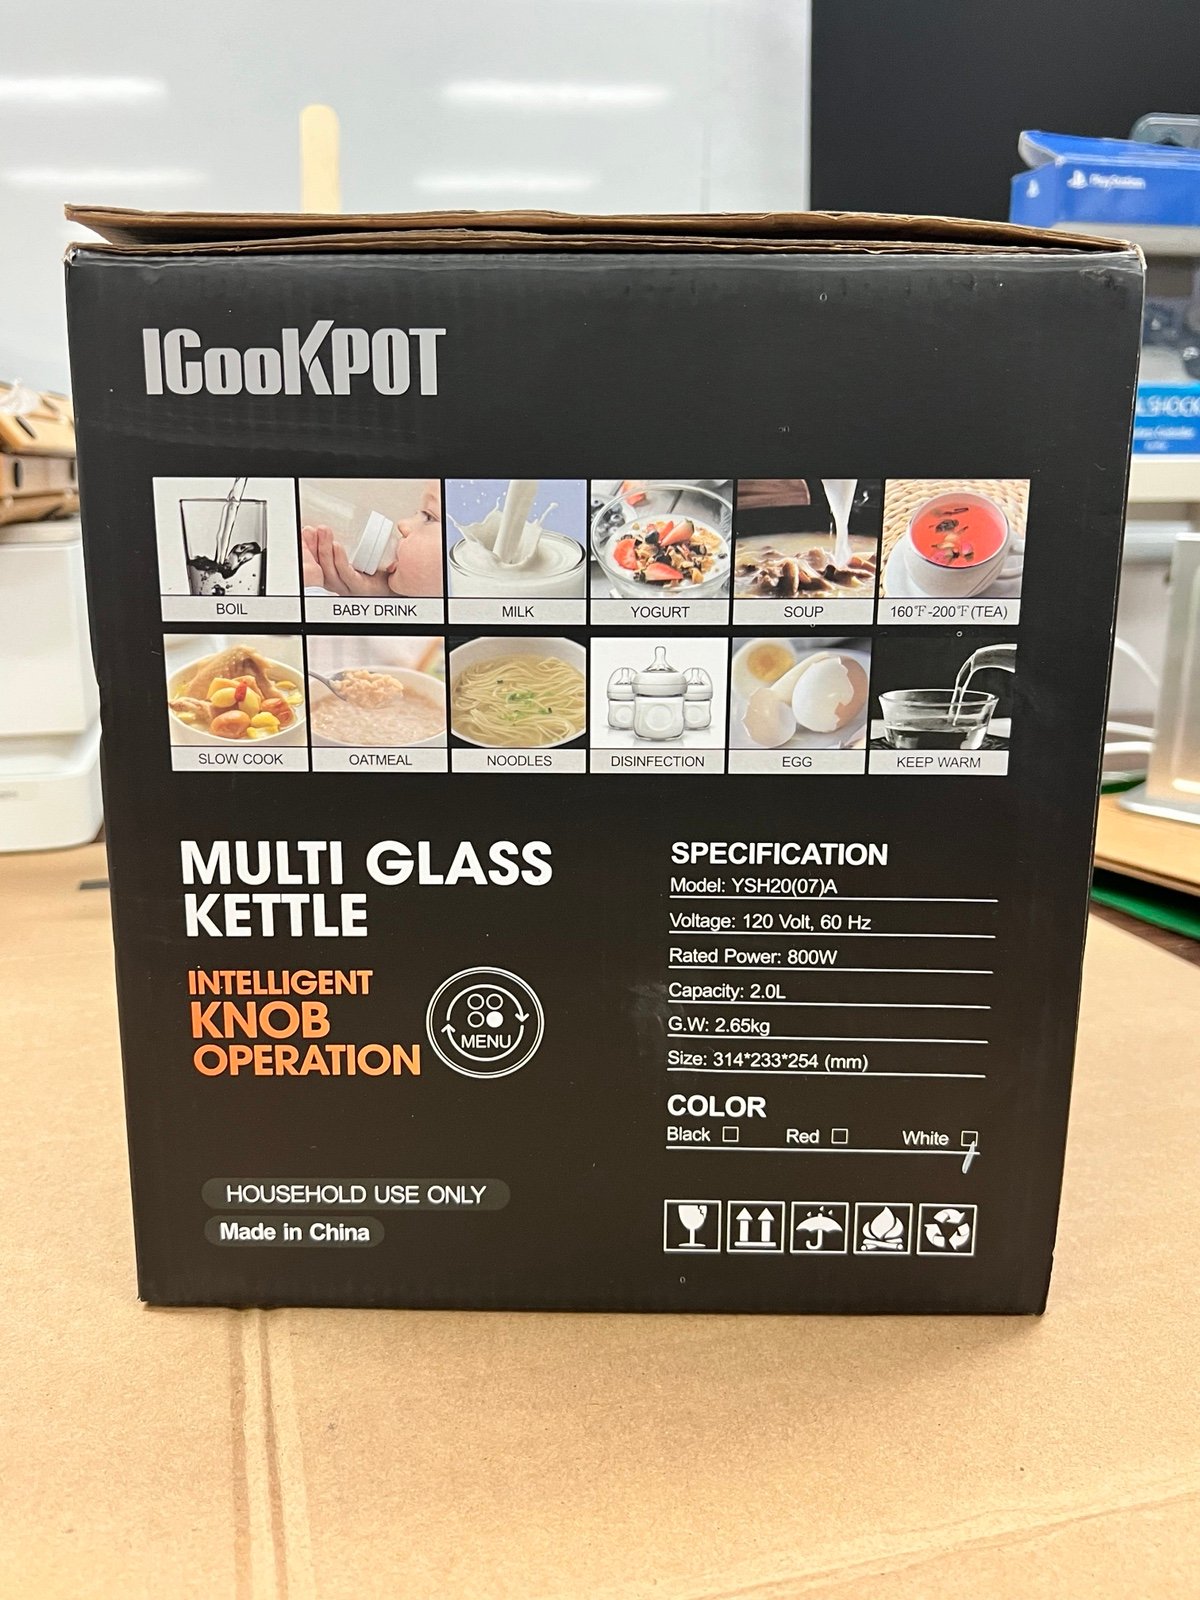 PlayStation
ICooKPOT
BOIL
BABY DRINK
MILK
YOGURT
SOUP
160℉-200℉(TEA)
SLOW COOK
OATMEAL
NOODLES
DISINFECTION
EGG
KEEP WARM
MULTI GLASS
KETTLE
INTELLIGENT
KNOB
OPERATION
MENU
HOUSEHOLD USE ONLY
Made in China
SPECIFICATION
Model: YSH20(07)A
Voltage: 120 Volt, 60 Hz
Rated Power: 800W
Capacity: 2.0L
G.W: 2.65kg
Size: 314*233*254 (mm)
COLOR
Black □ Red □ White □